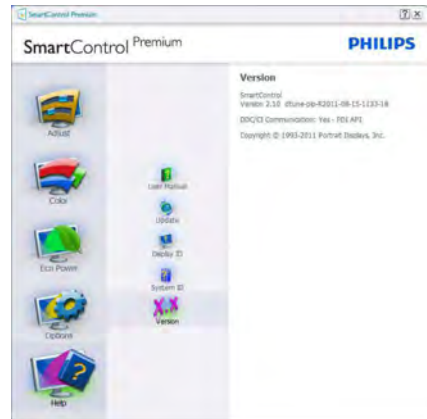 SmartControl Premium
SmartControl Premium
PHILIPS
Adjust
Color
Eco Power
Options
Help
User Manual
Update
Display ID
System ID
Version
Version
SmartControl
DDC/CI Communication: Yes - PDI API
Copyright © 1993-2011 Portrait Displays, Inc.